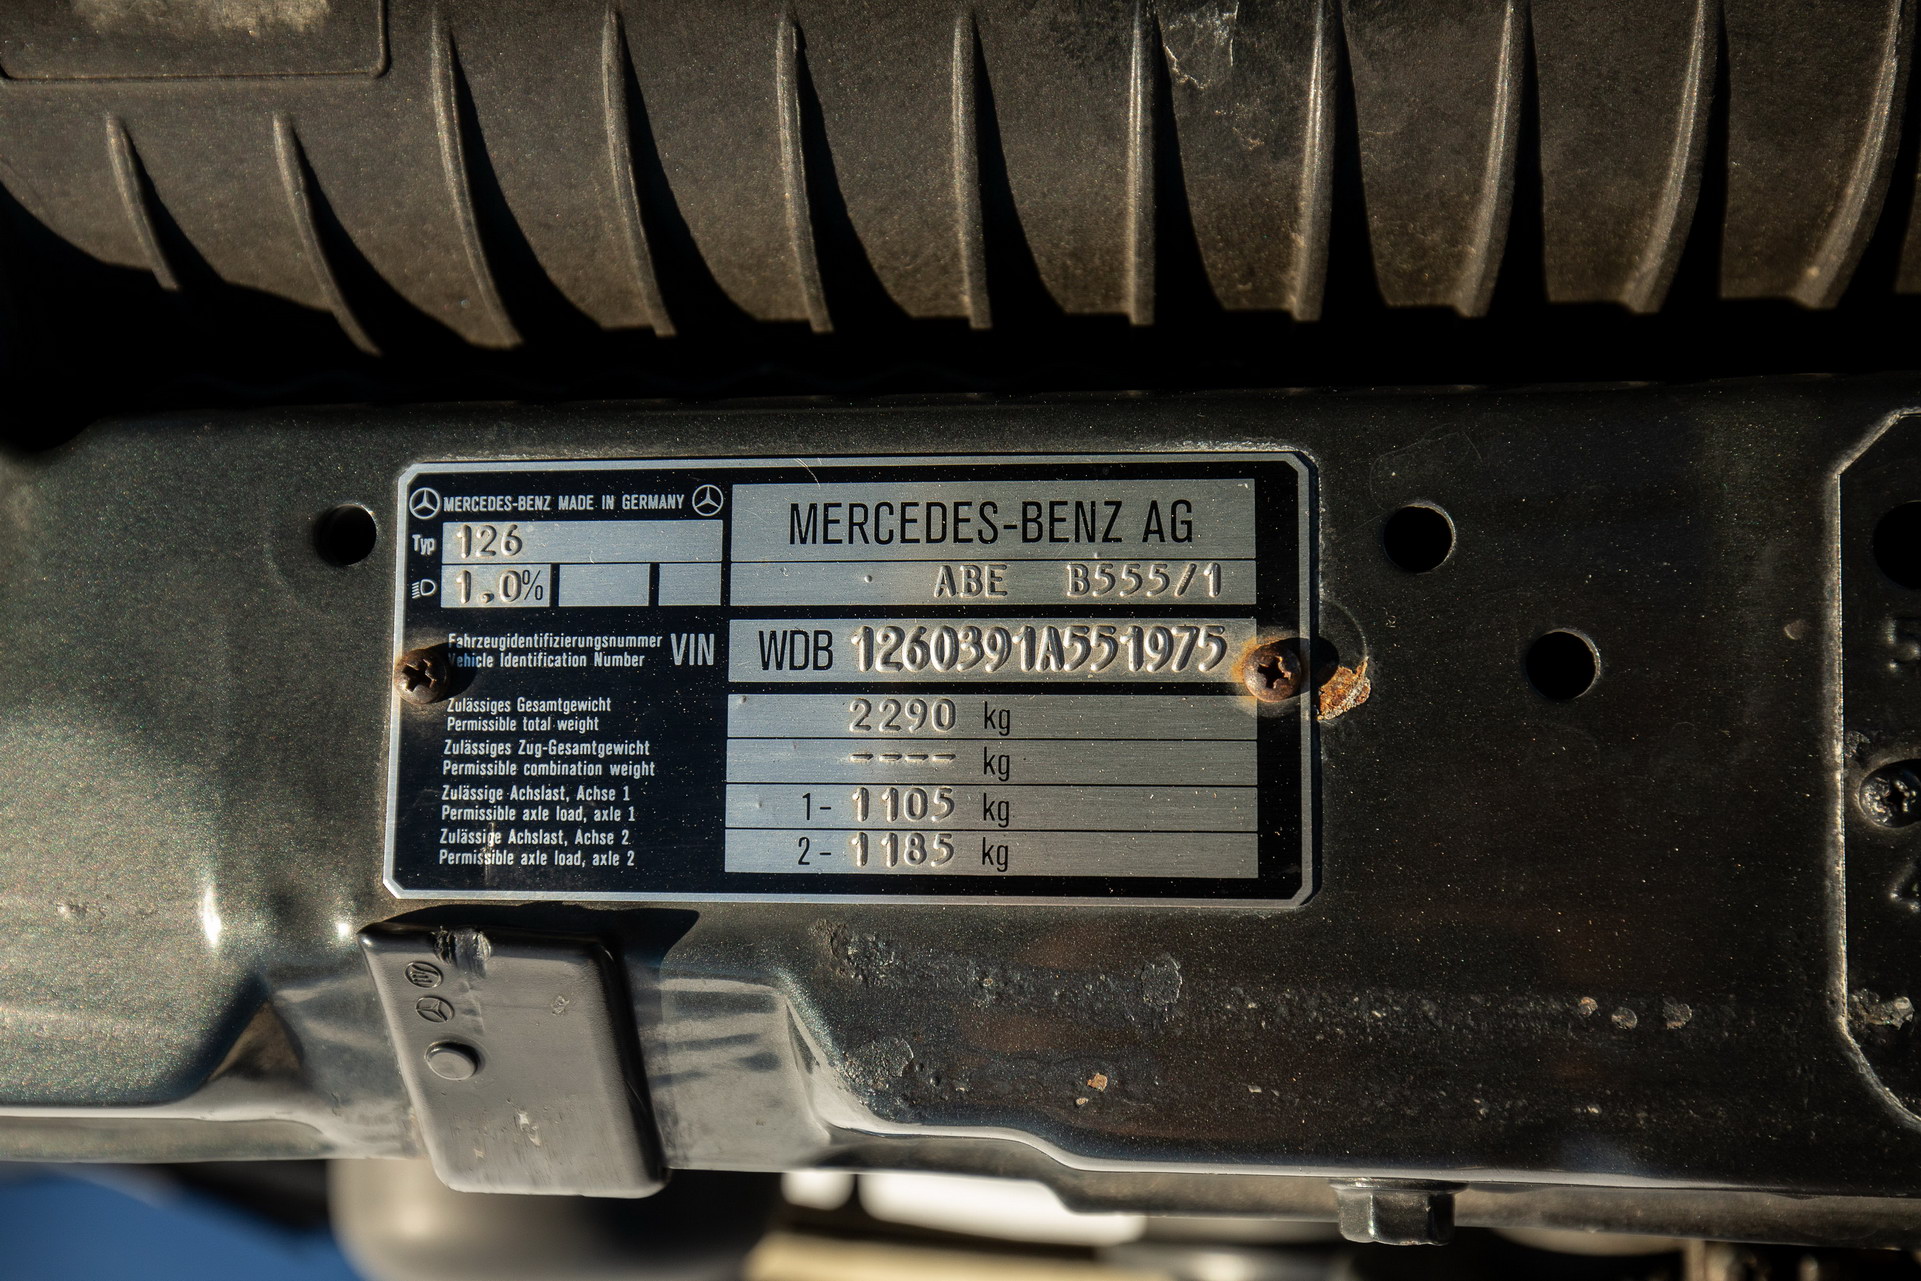 MERCEDES-BENZ MADE IN GERMANY
MERCEDES-BENZ AG
Typ 126
1.0%
ABE B555/1
Fahrzeugidentifizierungsnummer
Vehicle Identification Number
VIN
WDB 1260391A551975
Zulässiges Gesamtgewicht
Permissible total weight
2290 kg
Zulässiges Zug-Gesamtgewicht
Permissible combination weight
---- kg
Zulässige Achslast, Achse 1
Permissible axle load, axle 1
1- 1105 kg
Zulässige Achslast, Achse 2
Permissible axle load, axle 2
2- 1185 kg